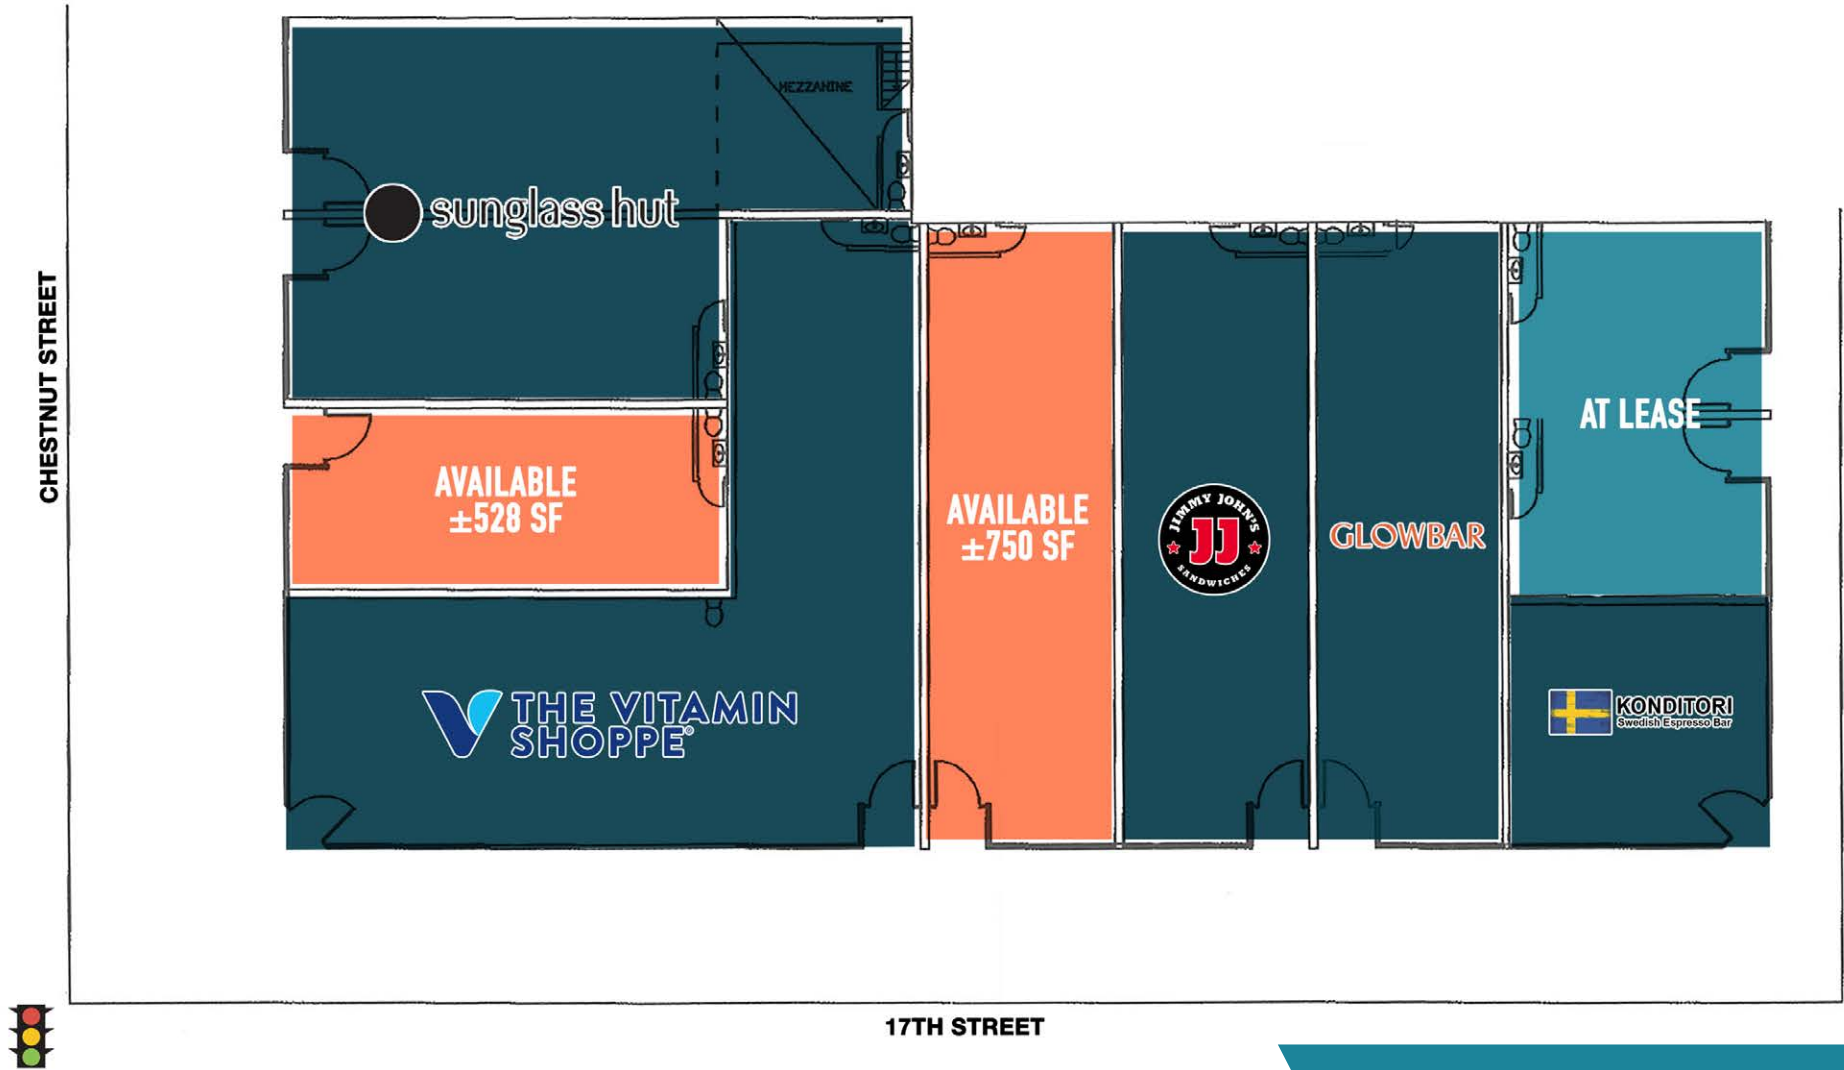 MEZZANINE
sunglass hut
CHESTNUT STREET
AVAILABLE
±528 SF
AVAILABLE
±750 SF
JIMMY JOHN'S
JJ
SANDWICHES
GLOWBAR
AT LEASE
THE VITAMIN
SHOPPE®
KONDITORI
Swedish Espresso Bar
17TH STREET